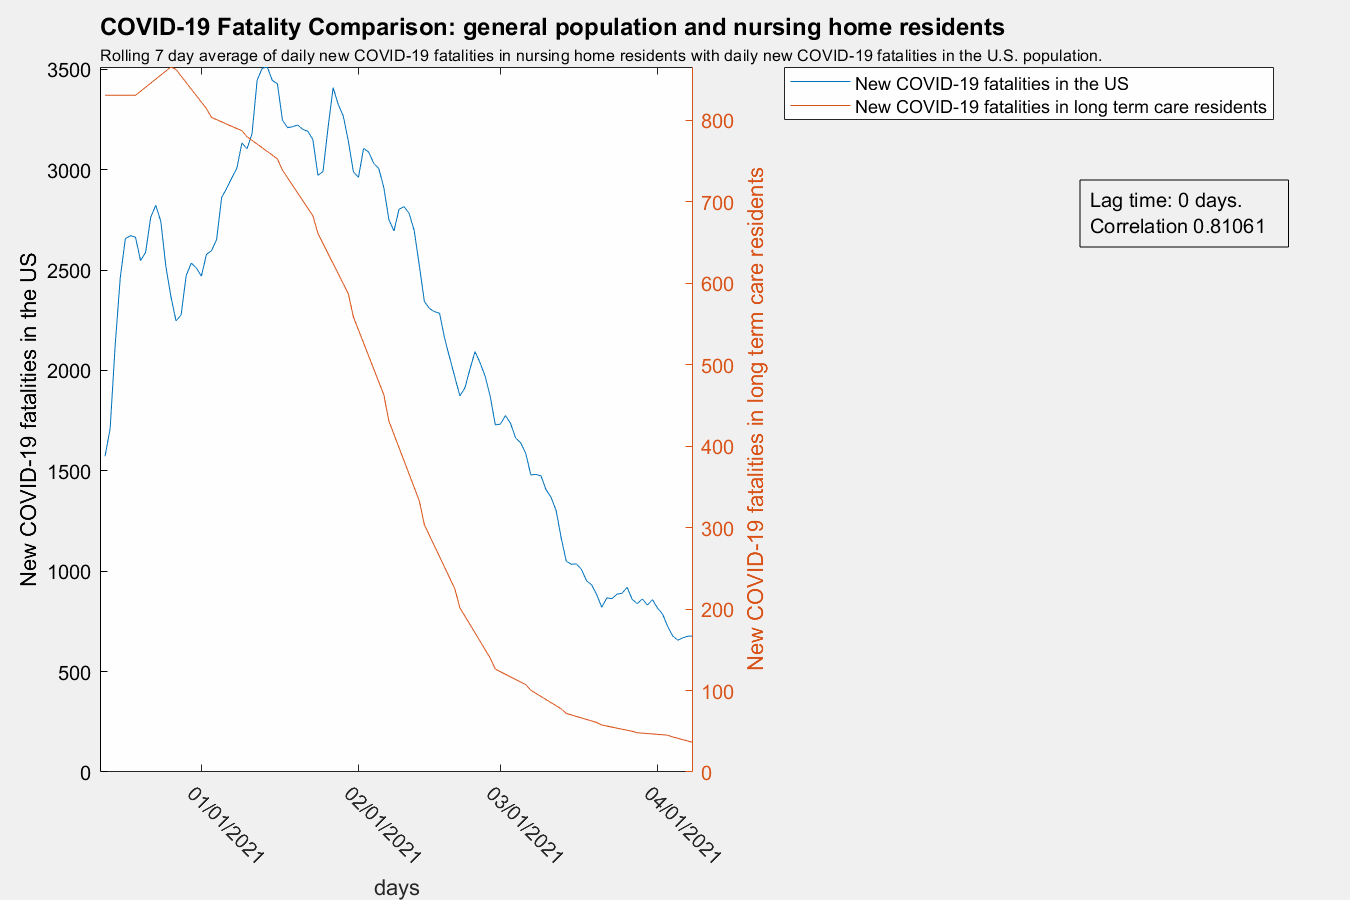 COVID-19 Fatality Comparison: general population and nursing home residents
Rolling 7 day average of daily new COVID-19 fatalities in nursing home residents with daily new COVID-19 fatalities in the U.S. population.
New COVID-19 fatalities in the US
New COVID-19 fatalities in long term care residents
Lag time: 0 days.
Correlation 0.81061
New COVID-19 fatalities in the US
3500
3000
2500
2000
1500
1000
500
0
800
700
600
500
400
300
200
100
0
New COVID-19 fatalities in long term care residents
01/01/2021
02/01/2021
03/01/2021
04/01/2021
days